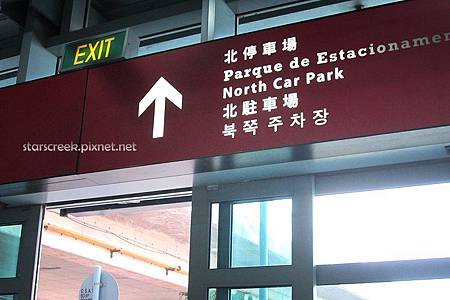 EXIT
北停車場
Parque de Estacionamen
North Car Park
北駐車場
북쪽 주차장
starscreek.pixnet.net